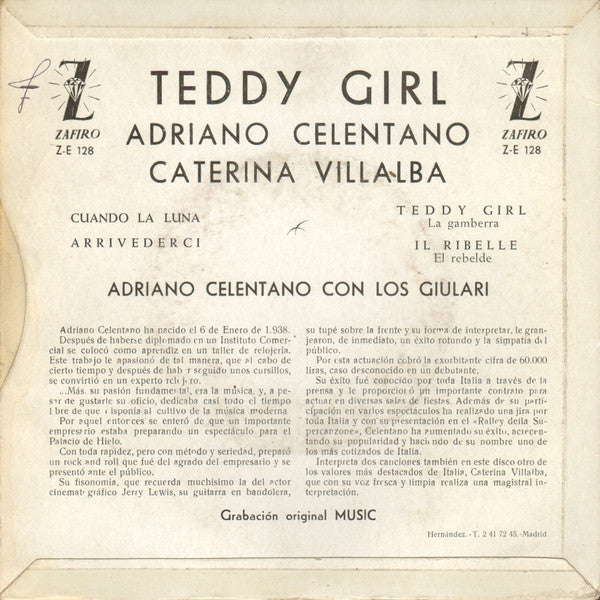 TEDDY GIRL
ADRIANO CELENTANO
CATERINA VILLALBA
ZAFIRO
Z-E 128
ZAFIRO
Z-E 128
CUANDO LA LUNA
ARRIVEDERCI
TEDDY GIRL
La gamberra
IL RIBELLE
El rebelde
ADRIANO CELENTANO CON LOS GIULARI
Adriano Celentano ha nacido el 6 de Enero de 1.938.
Después de haberse diplomado en un Instituto Comer-
cial se colocó como aprendiz en un taller de relojería.
Este trabajo le apasionó de tal manera, que al cabo de
cierto tiempo y después de haber seguido unos cursillos,
se convirtió en un experto relojero.
...Más, su pasión fundamental, era la música, y, a pe-
sar de gustarle su oficio, dedicaba casi todo el tiempo
libre de que disponía al cultivo de la música moderna
Por aquel entonces se enteró de que un importante
empresario estaba preparando un espectáculo para el
Palacio de Hielo.
Con toda rapidez, pero con método y seriedad, preparó
un rock and roll que fué del agrado del empresario y se
presentó ante el público.
Su fisonomía, que recuerda muchísimo la del actor
cinematográfico Jerry Lewis, su guitarra en bandolera,
su tupé sobre la frente y su forma de interpretar, le gran-
jearon, de inmediato, un éxito rotundo y la simpatía del
público.
Por esta actuación cobró la exorbitante cifra de 60.000
liras, caso desconocido en un debutante.
Su éxito fué conocido por toda Italia a través de la
prensa y le proporcionó un importante contrato para
actuar en diversas salas de fiestas. Además de su parti-
cipación en varios espectáculos ha realizado una jira por
toda Italia y con su presentación en el «Ralley della Su-
percanzone», Celentano ha aumentado su éxito, acrecen-
tando su popularidad y haciendo de su nombre uno de
los más cotizados de Italia.
Interpreta dos canciones también en este disco otro de
los valores más destacados de Italia, Caterina Villalba,
que con su voz fresca y limpia realiza una magistral in-
terpretación.
Grabación original MUSIC
Hernández.-T. 2 41 72 45.-Madrid